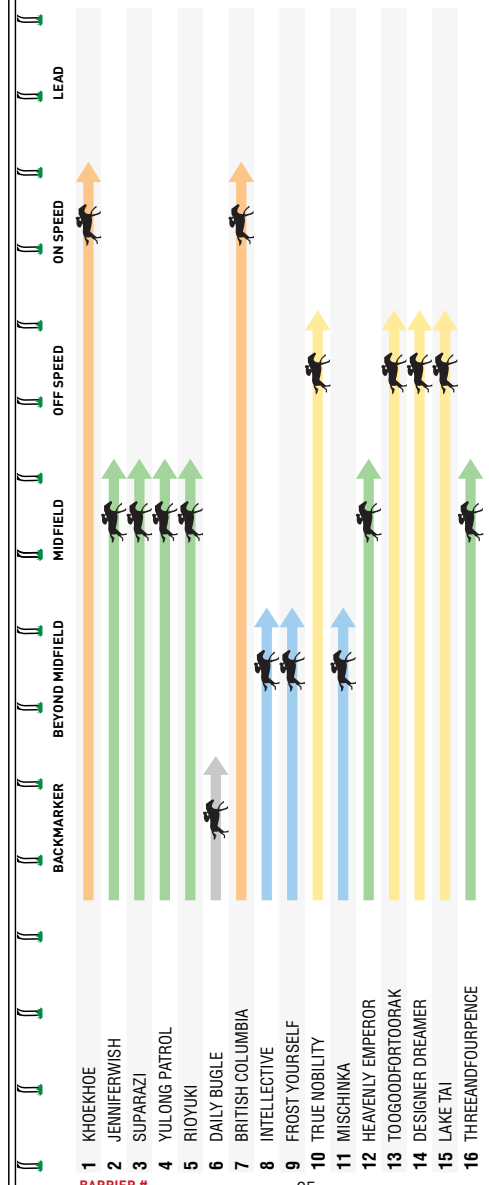 BACKMARKER BEYOND MIDFIELD MIDFIELD OFF SPEED ON SPEED LEAD
1 KHOEKHOE
2 JENNIFERWISH
3 SUPARAZI
4 YULONG PATROL
5 RIOYUKI
6 DAILY BUGLE
7 BRITISH COLUMBIA
8 INTELLECTIVE
9 FROST YOURSELF
10 TRUE NOBILITY
11 MISCHINKA
12 HEAVENLY EMPEROR
13 TOOGOODFORTOORAK
14 DESIGNER DREAMER
15 LAKE TAI
16 THREEANDFOURPENCE
BARRIER #